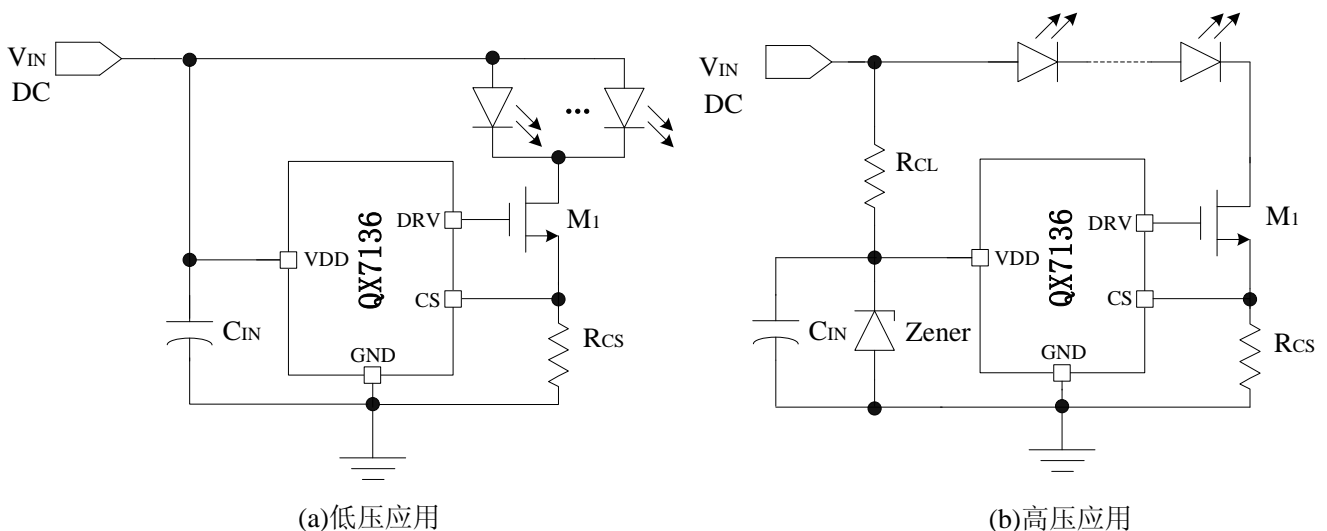 VIN
DC
DRV
M1
VDD
QX7136
CS
CIN
RCS
GND
(a)低压应用
VIN
DC
RCL
DRV
M1
VDD
QX7136
CS
CIN
Zener
RCS
GND
(b)高压应用